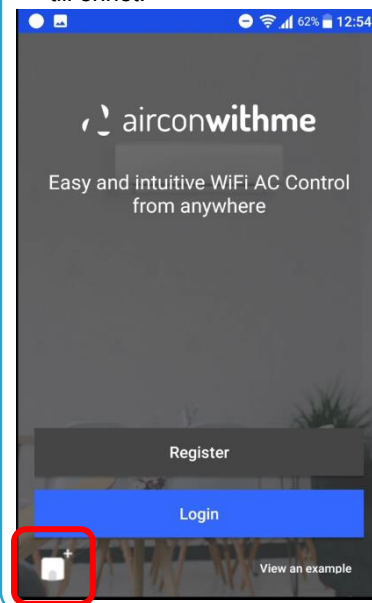 62% 12:54
airconwithme
Easy and intuitive WiFi AC Control
from anywhere
Register
Login
View an example